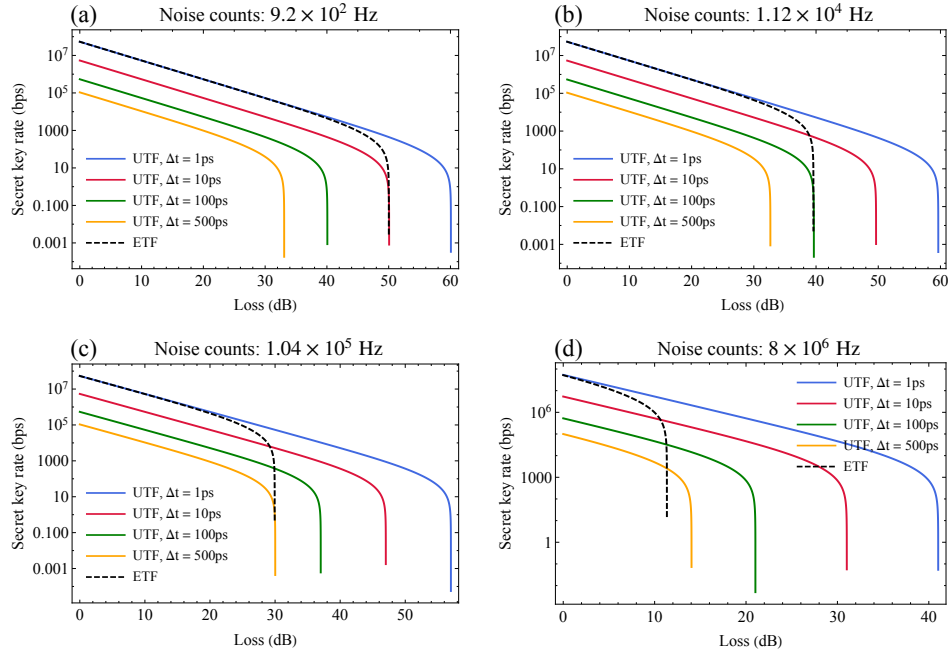 (a)
Noise counts: 9.2 × 10² Hz
Secret key rate (bps)
10⁷
10⁵
1000
10
0.100
0.001
UTF, Δt = 1ps
UTF, Δt = 10ps
UTF, Δt = 100ps
UTF, Δt = 500ps
ETF
0 10 20 30 40 50 60
Loss (dB)
(b)
Noise counts: 1.12 × 10⁴ Hz
Secret key rate (bps)
10⁷
10⁵
1000
10
0.100
0.001
UTF, Δt = 1ps
UTF, Δt = 10ps
UTF, Δt = 100ps
UTF, Δt = 500ps
ETF
0 10 20 30 40 50 60
Loss (dB)
(c)
Noise counts: 1.04 × 10⁵ Hz
Secret key rate (bps)
10⁷
10⁵
1000
10
0.100
0.001
UTF, Δt = 1ps
UTF, Δt = 10ps
UTF, Δt = 100ps
UTF, Δt = 500ps
ETF
0 10 20 30 40 50
Loss (dB)
(d)
Noise counts: 8 × 10⁶ Hz
Secret key rate (bps)
10⁶
1000
1
UTF, Δt = 1ps
UTF, Δt = 10ps
UTF, Δt = 100ps
UTF, Δt = 500ps
ETF
0 10 20 30 40
Loss (dB)